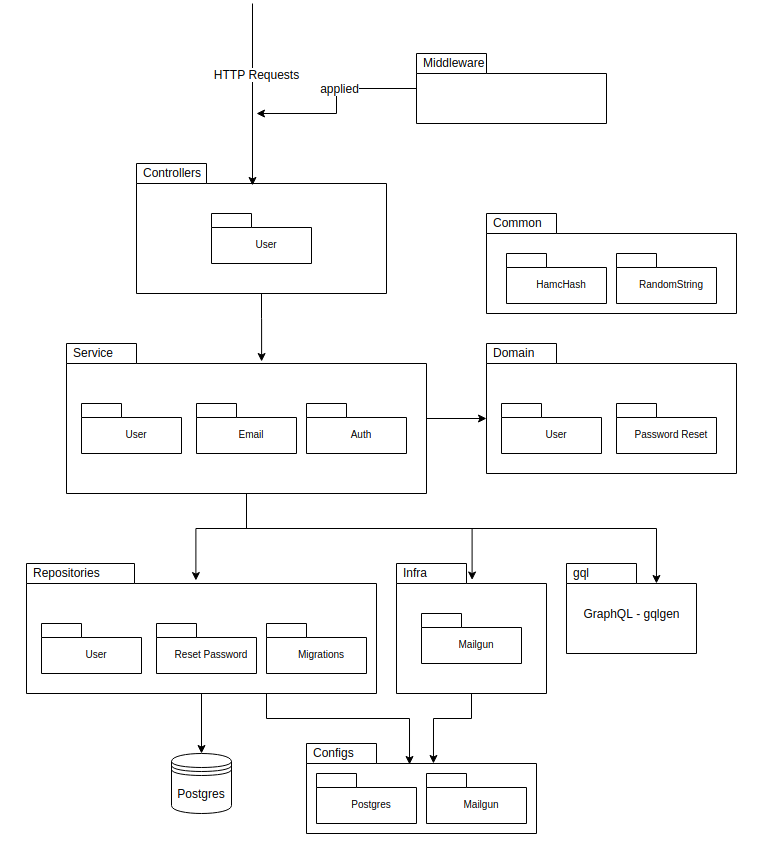 HTTP Requests
Middleware
applied
Controllers
User
Common
HamcHash
RandomString
Service
User
Email
Auth
Domain
User
Password Reset
Repositories
User
Reset Password
Migrations
Infra
Mailgun
gql
GraphQL - gqlgen
Postgres
Configs
Postgres
Mailgun